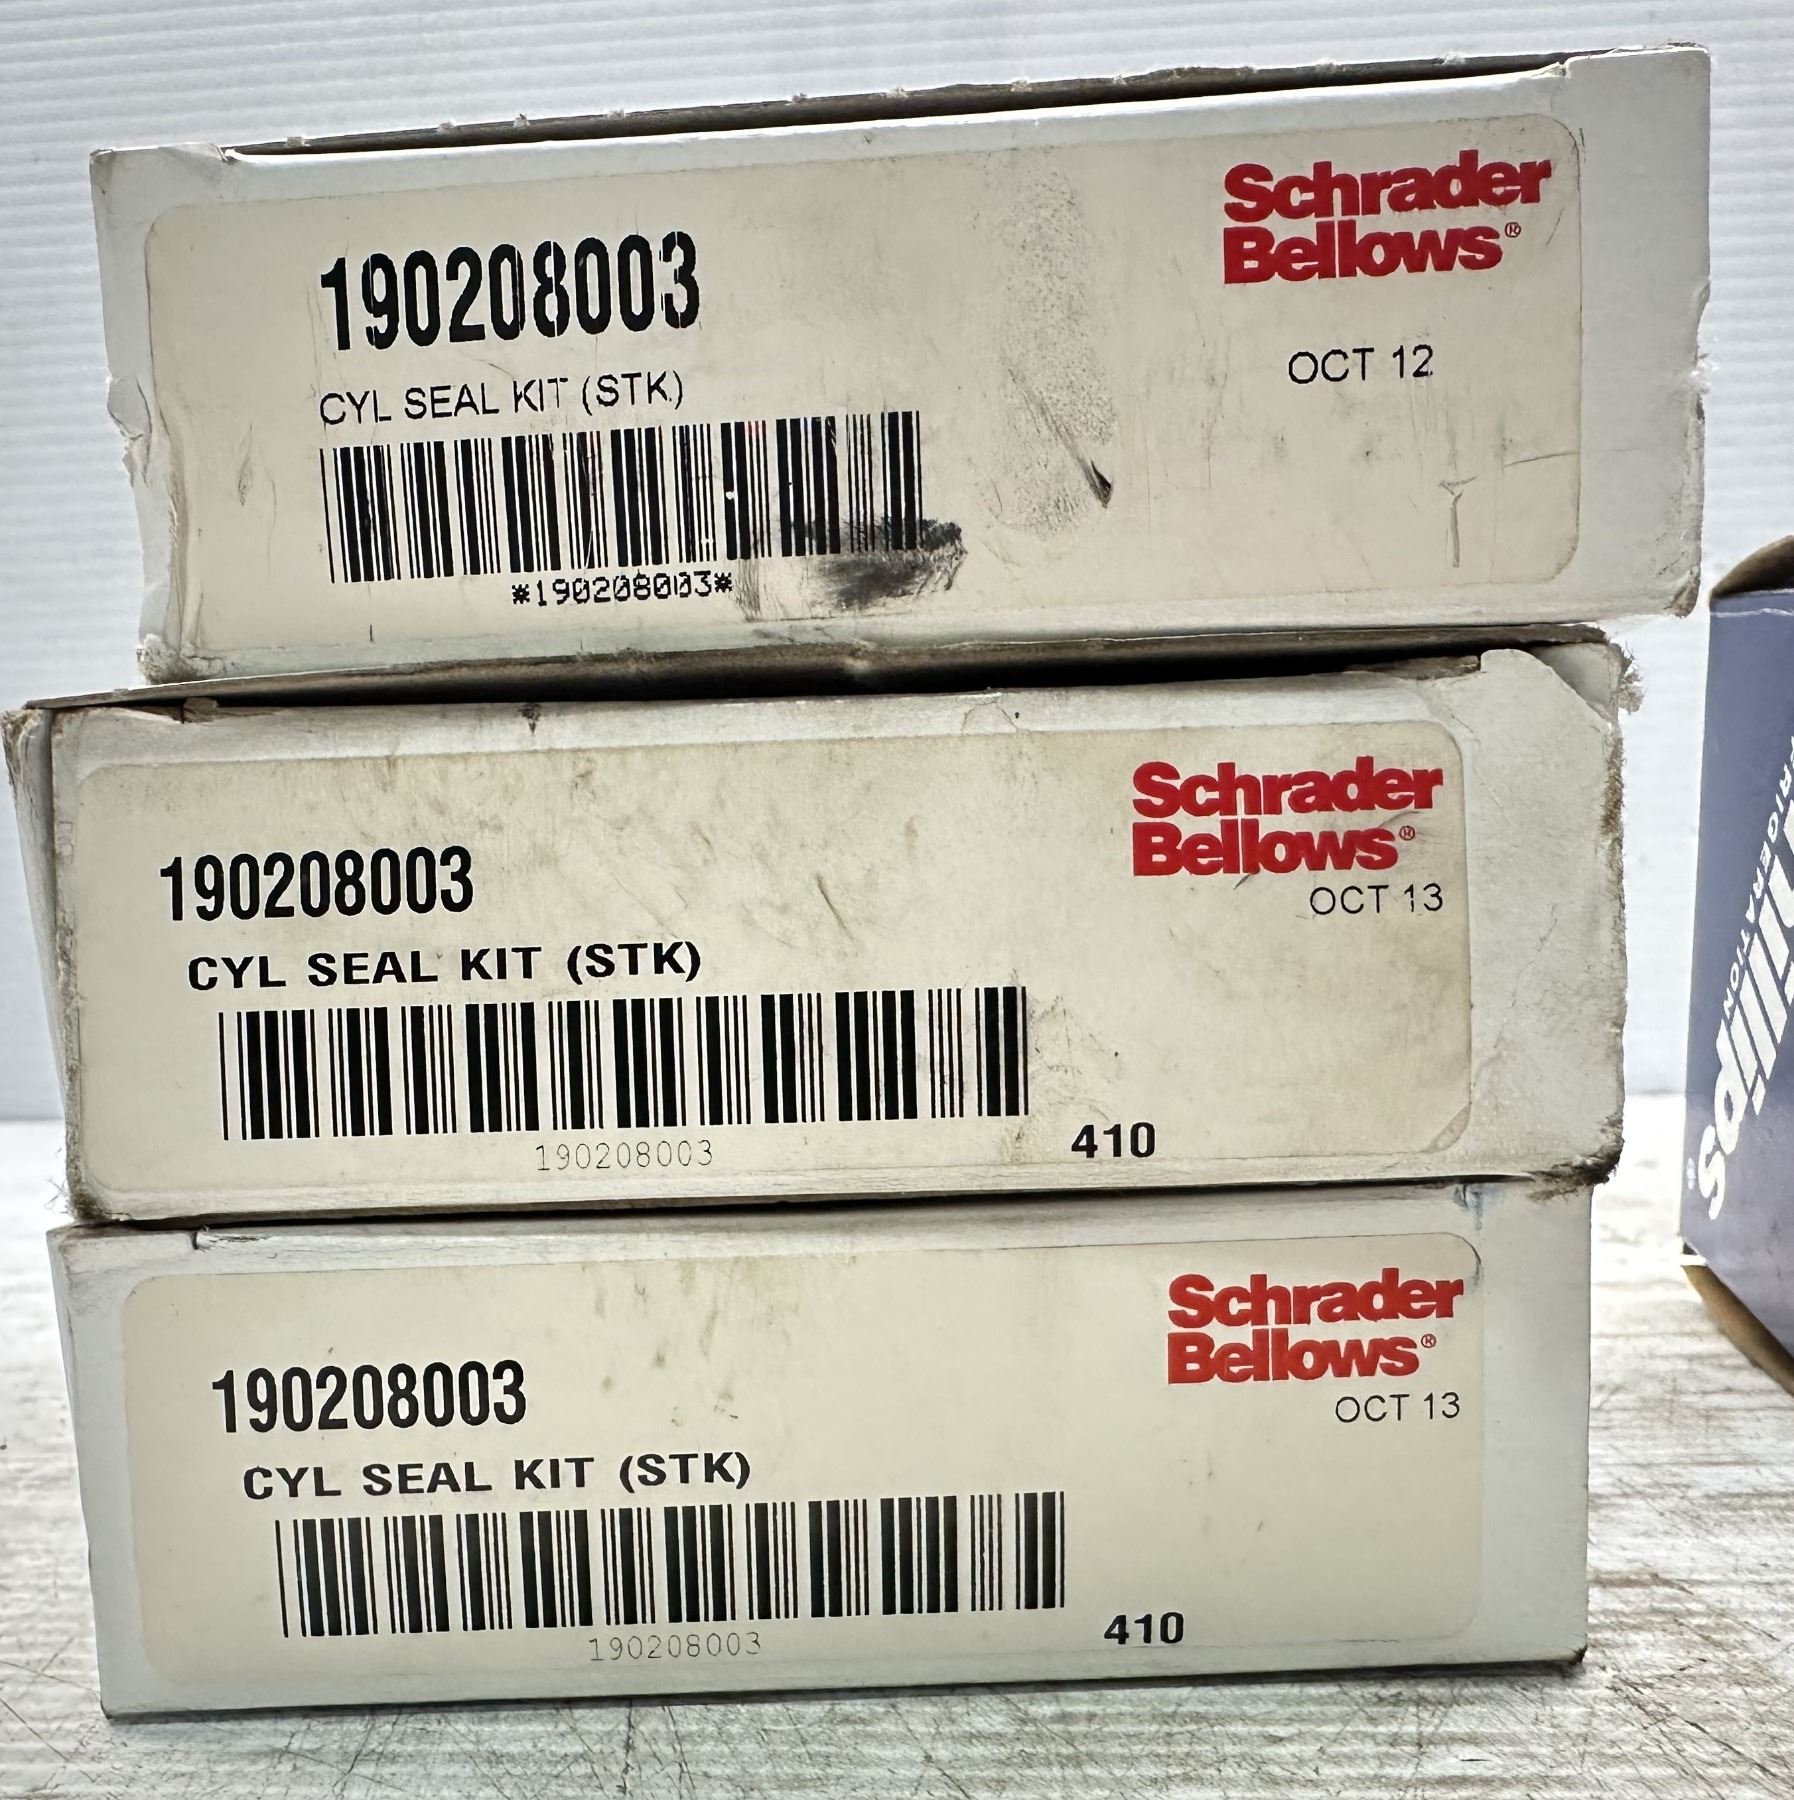 Schrader
Bellows®
190208003
OCT 12
CYL SEAL KIT (STK)
*190208003*
Schrader
Bellows®
190208003
OCT 13
CYL SEAL KIT (STK)
190208003
410
Schrader
Bellows®
190208003
OCT 13
CYL SEAL KIT (STK)
190208003
410